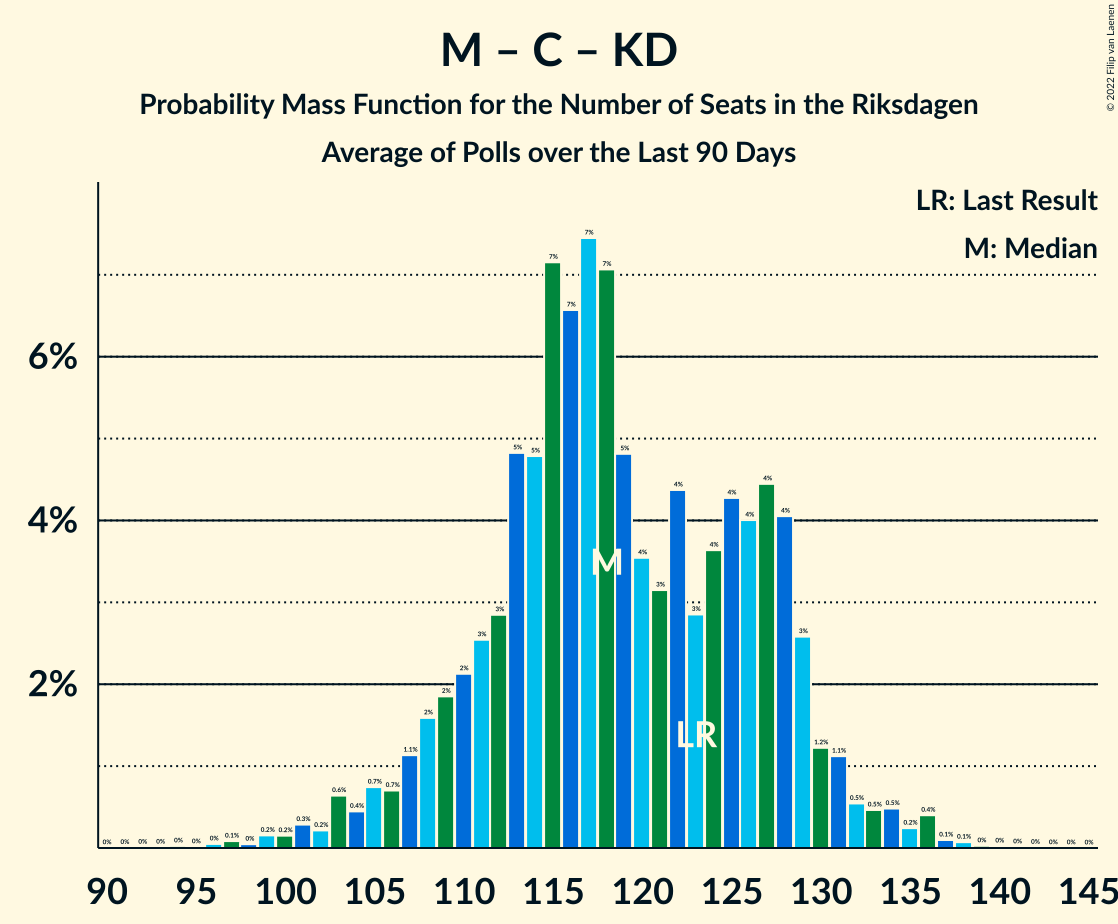 M – C – KD
Probability Mass Function for the Number of Seats in the Riksdagen
Average of Polls over the Last 90 Days
© 2022 Filip van Laenen
LR: Last Result
M: Median
6%
4%
2%
0% 0% 0% 0% 0% 0% 0% 0.1% 0% 0.2% 0.2% 0.3% 0.2% 0.6% 0.4% 0.7% 0.7% 1.1% 2% 2% 2% 3% 3% 5% 5% 7% 7% 7% 7% 5% 4% 3% 4% 3% 4% 4% 4% 4% 4% 3% 1.2% 1.1% 0.5% 0.5% 0.5% 0.2% 0.4% 0.1% 0.1% 0% 0% 0% 0% 0% 0% 0%
M
LR
90 95 100 105 110 115 120 125 130 135 140 145